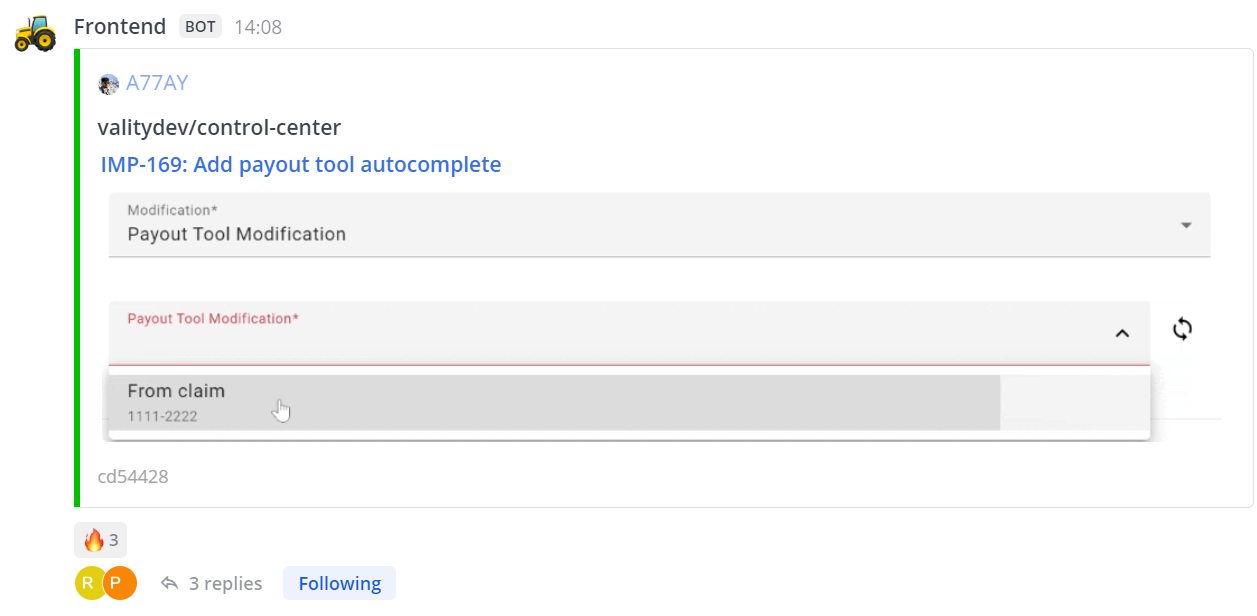 Frontend BOT 14:08
A77AY
valitydev/control-center
IMP-169: Add payout tool autocomplete
Modification*
Payout Tool Modification
Payout Tool Modification*
From claim
1111-2222
cd54428
3
R P 3 replies Following